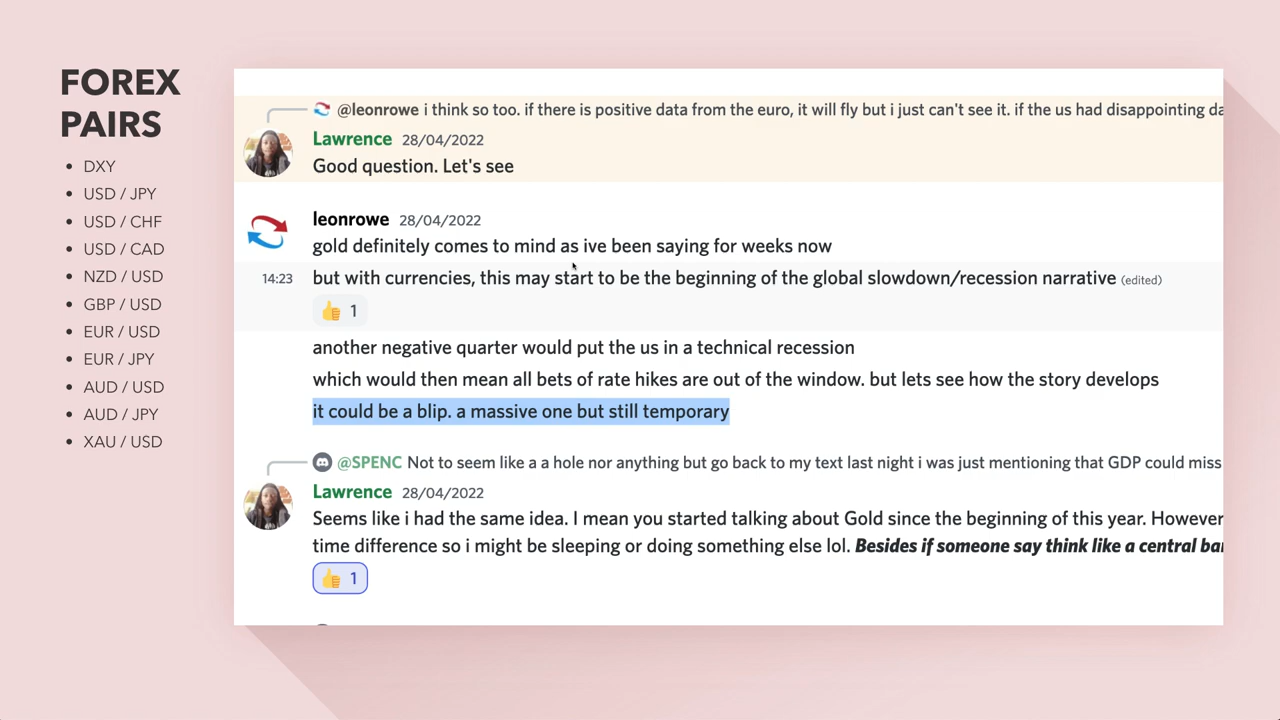 FOREX
PAIRS
• DXY
• USD / JPY
• USD / CHF
• USD / CAD
• NZD / USD
• GBP / USD
• EUR / USD
• EUR / JPY
• AUD / USD
• AUD / JPY
• XAU / USD
@leonrowe i think so too. if there is positive data from the euro, it will fly but i just can't see it. if the us had disappointing
Lawrence 28/04/2022
Good question. Let's see
leonrowe 28/04/2022
gold definitely comes to mind as ive been saying for weeks now
14:23 but with currencies, this may start to be the beginning of the global slowdown/recession narrative (edited)
👍 1
another negative quarter would put the us in a technical recession
which would then mean all bets of rate hikes are out of the window. but lets see how the story develops
it could be a blip. a massive one but still temporary
@SPENC Not to seem like a a hole nor anything but go back to my text last night i was just mentioning that GDP could miss
Lawrence 28/04/2022
Seems like i had the same idea. I mean you started talking about Gold since the beginning of this year. However
time difference so i might be sleeping or doing something else lol. Besides if someone say think like a central
👍 1